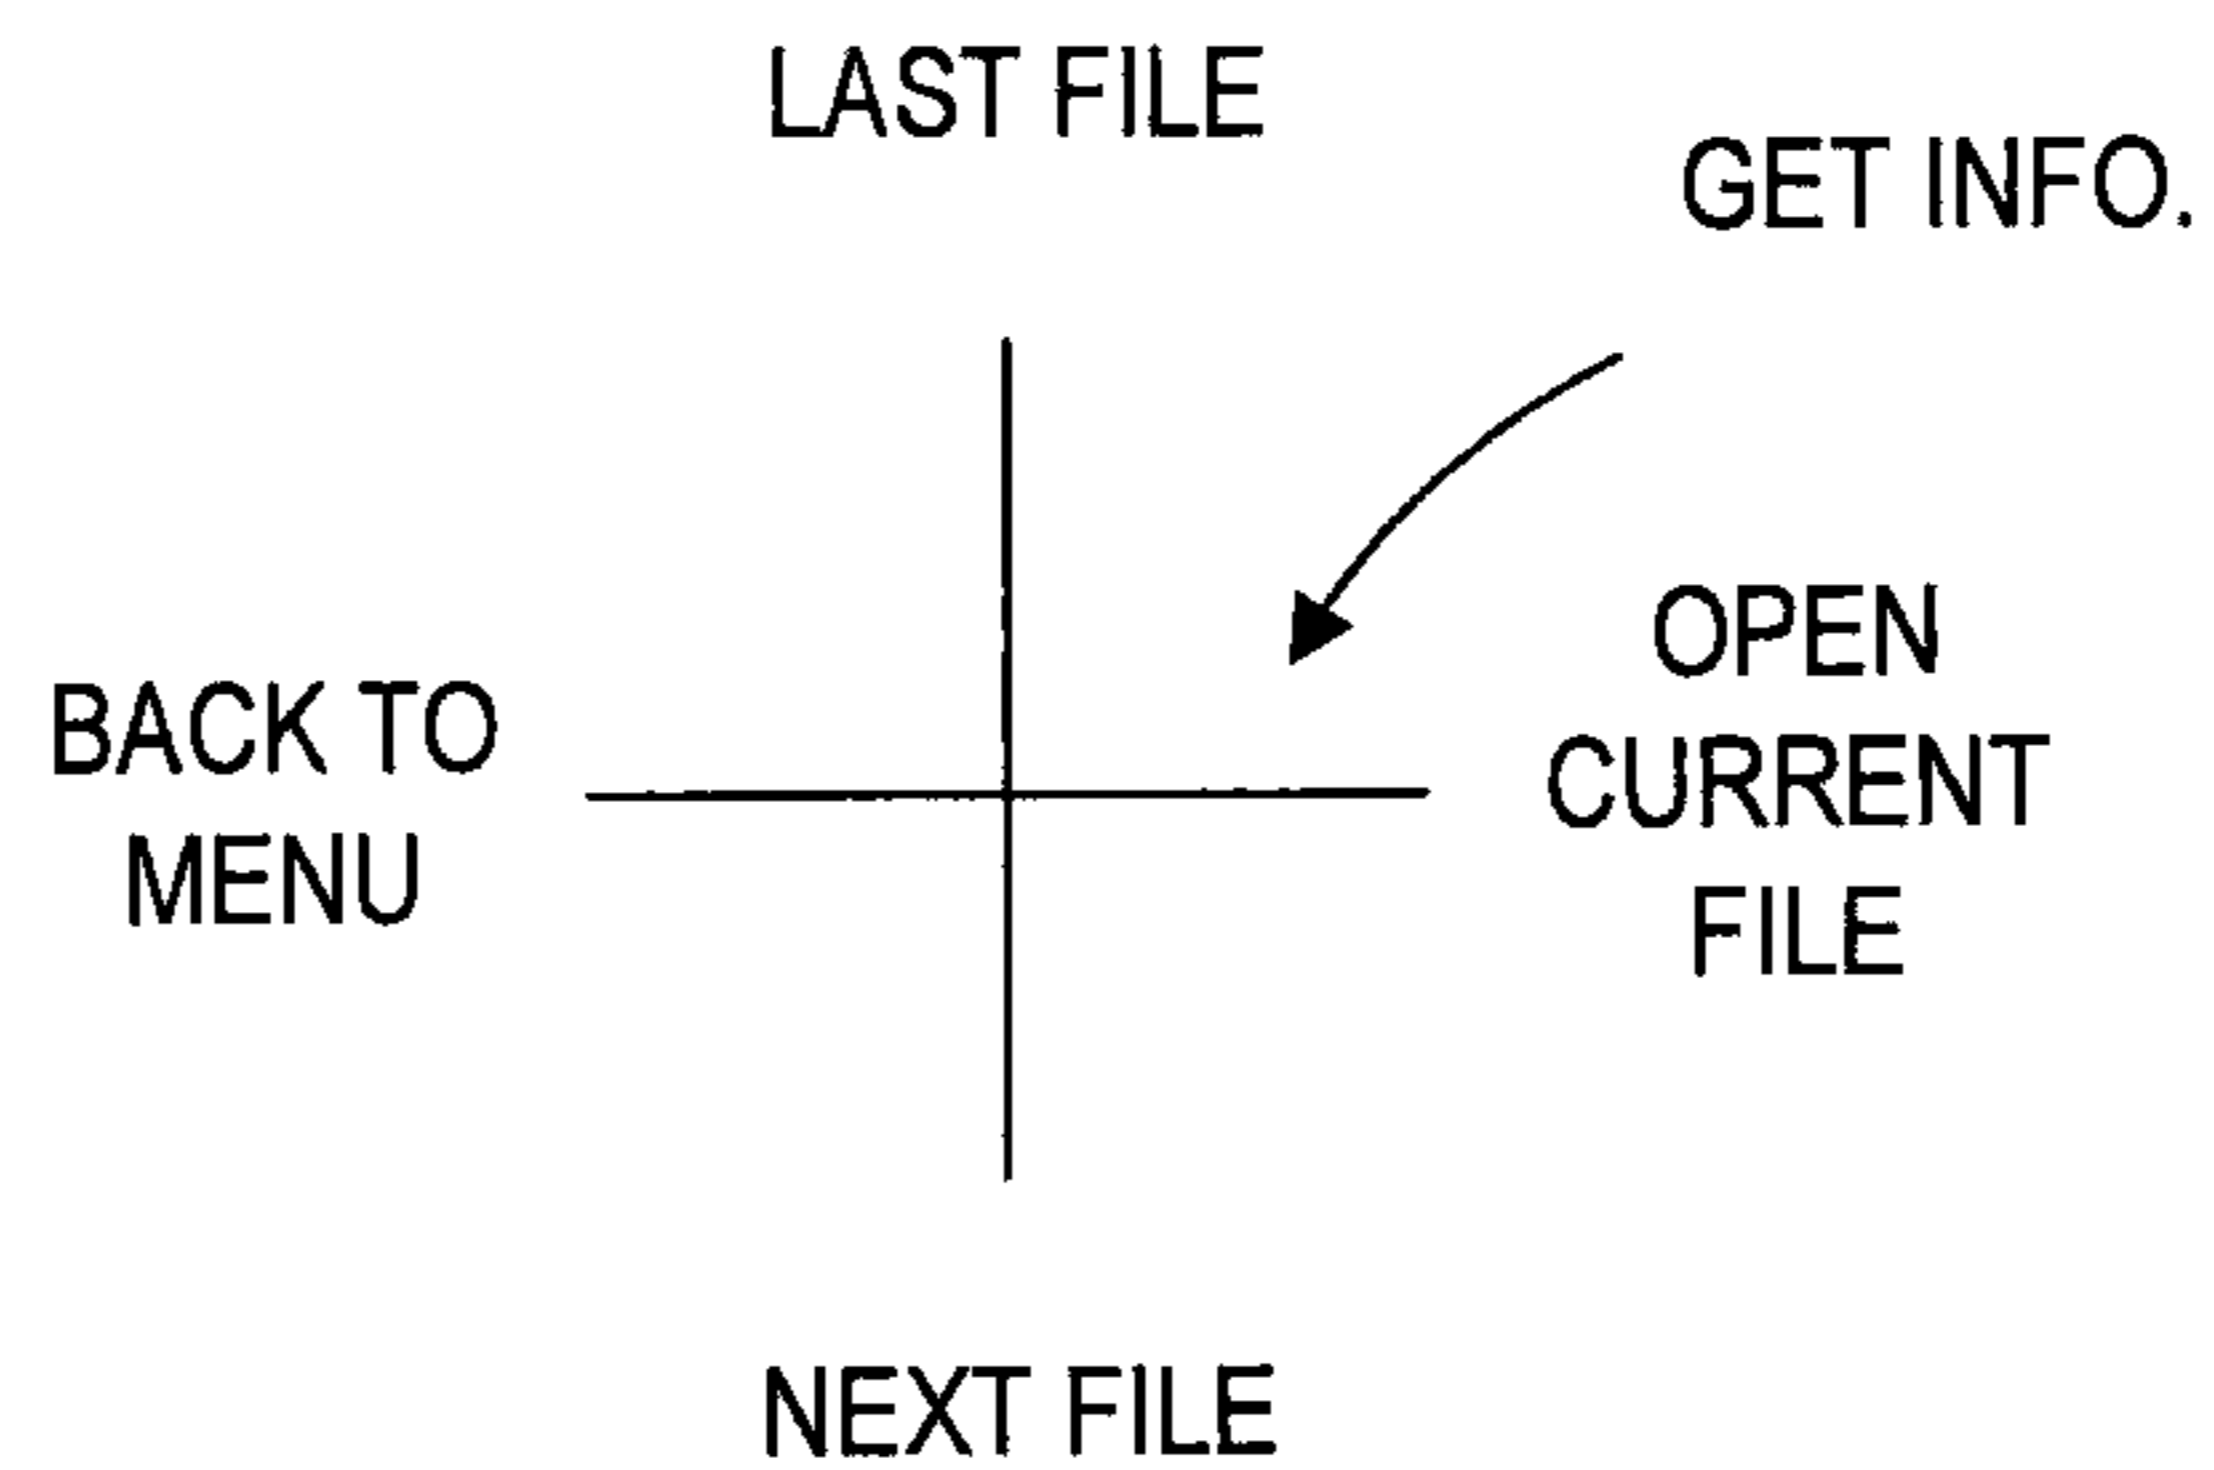 LAST FILE
GET INFO.
BACK TO
MENU
OPEN
CURRENT
FILE
NEXT FILE